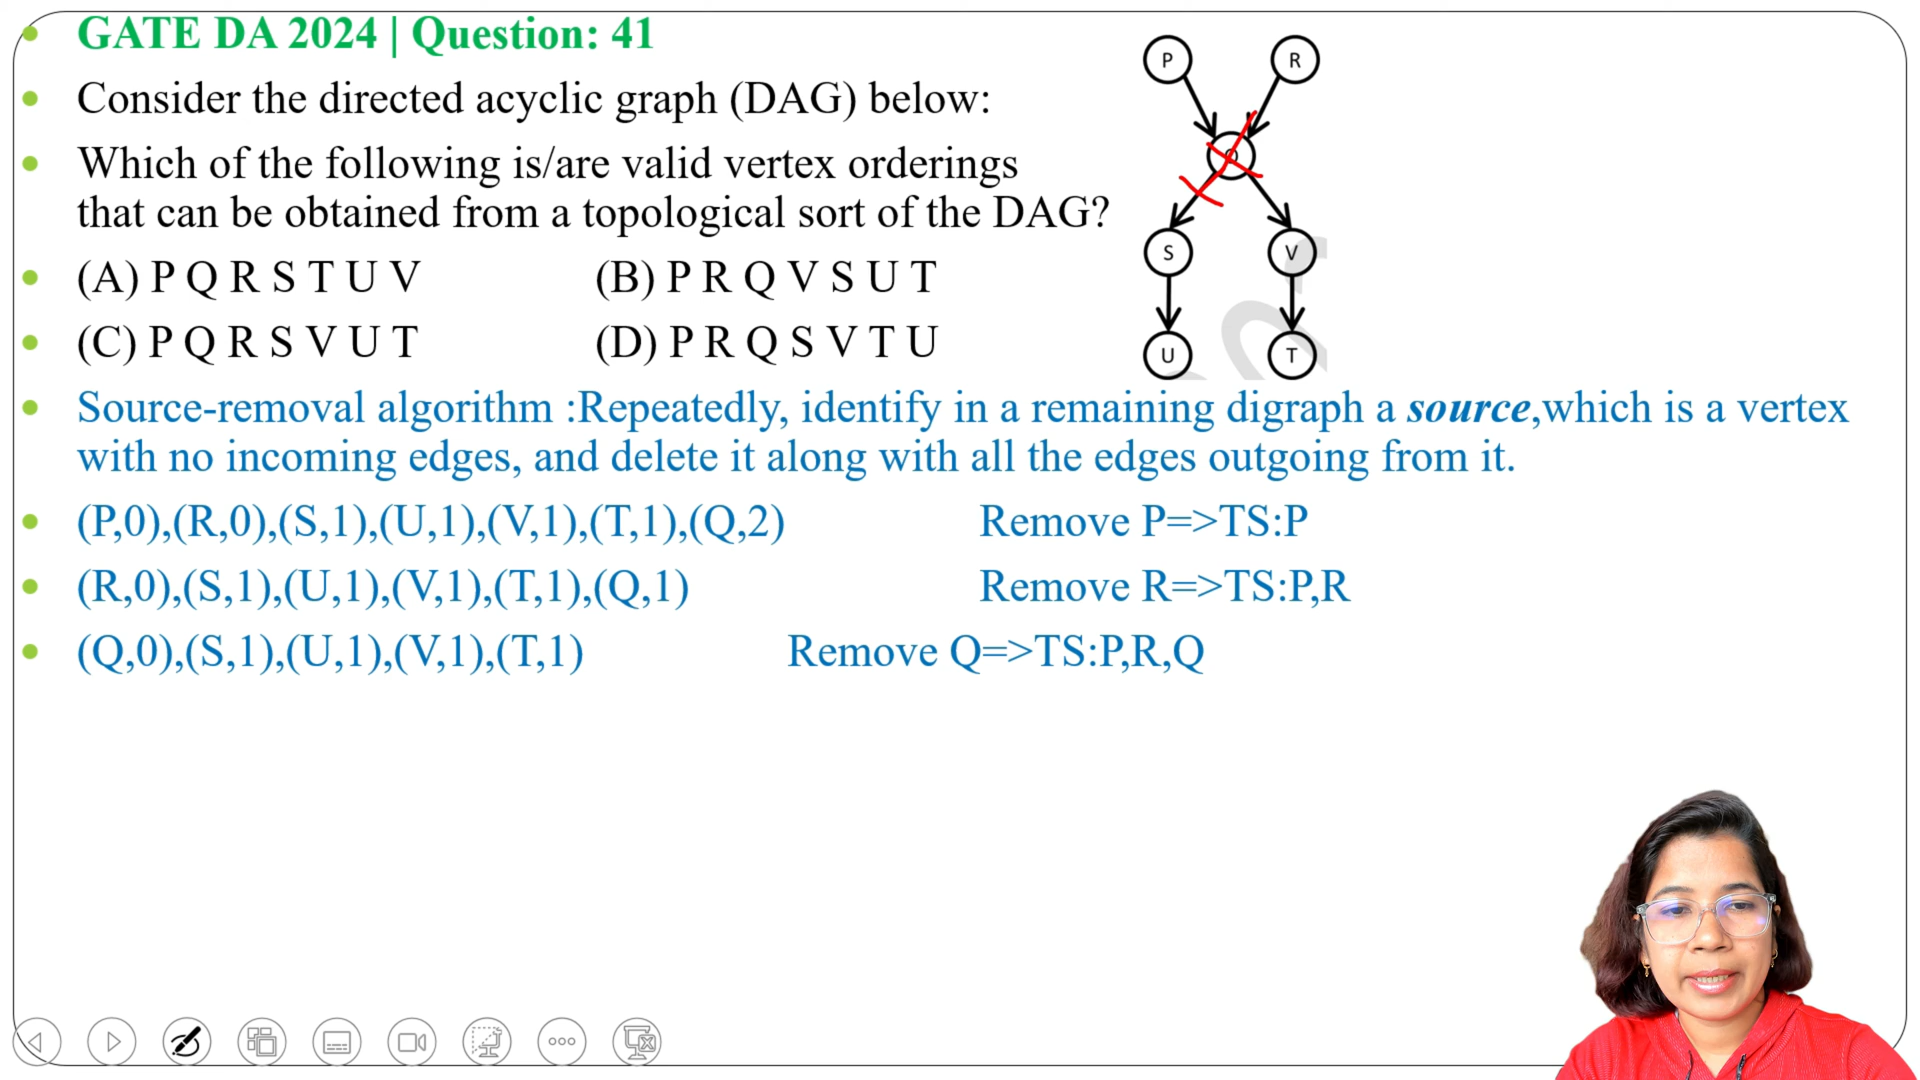 GATE DA 2024 | Question: 41
Consider the directed acyclic graph (DAG) below:
Which of the following is/are valid vertex orderings
that can be obtained from a topological sort of the DAG?
(A) P Q R S T U V (B) P R Q V S U T
(C) P Q R S V U T (D) P R Q S V T U
P R
Q
S V
U T
Source-removal algorithm :Repeatedly, identify in a remaining digraph a source,which is a vertex
with no incoming edges, and delete it along with all the edges outgoing from it.
(P,0),(R,0),(S,1),(U,1),(V,1),(T,1),(Q,2) Remove P=>TS:P
(R,0),(S,1),(U,1),(V,1),(T,1),(Q,1) Remove R=>TS:P,R
(Q,0),(S,1),(U,1),(V,1),(T,1) Remove Q=>TS:P,R,Q